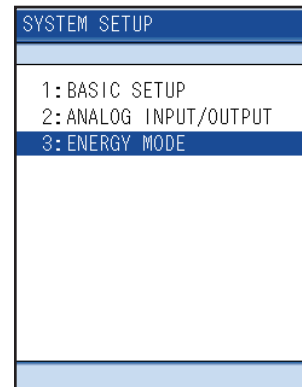 SYSTEM SETUP
1:BASIC SETUP
2:ANALOG INPUT/OUTPUT
3:ENERGY MODE